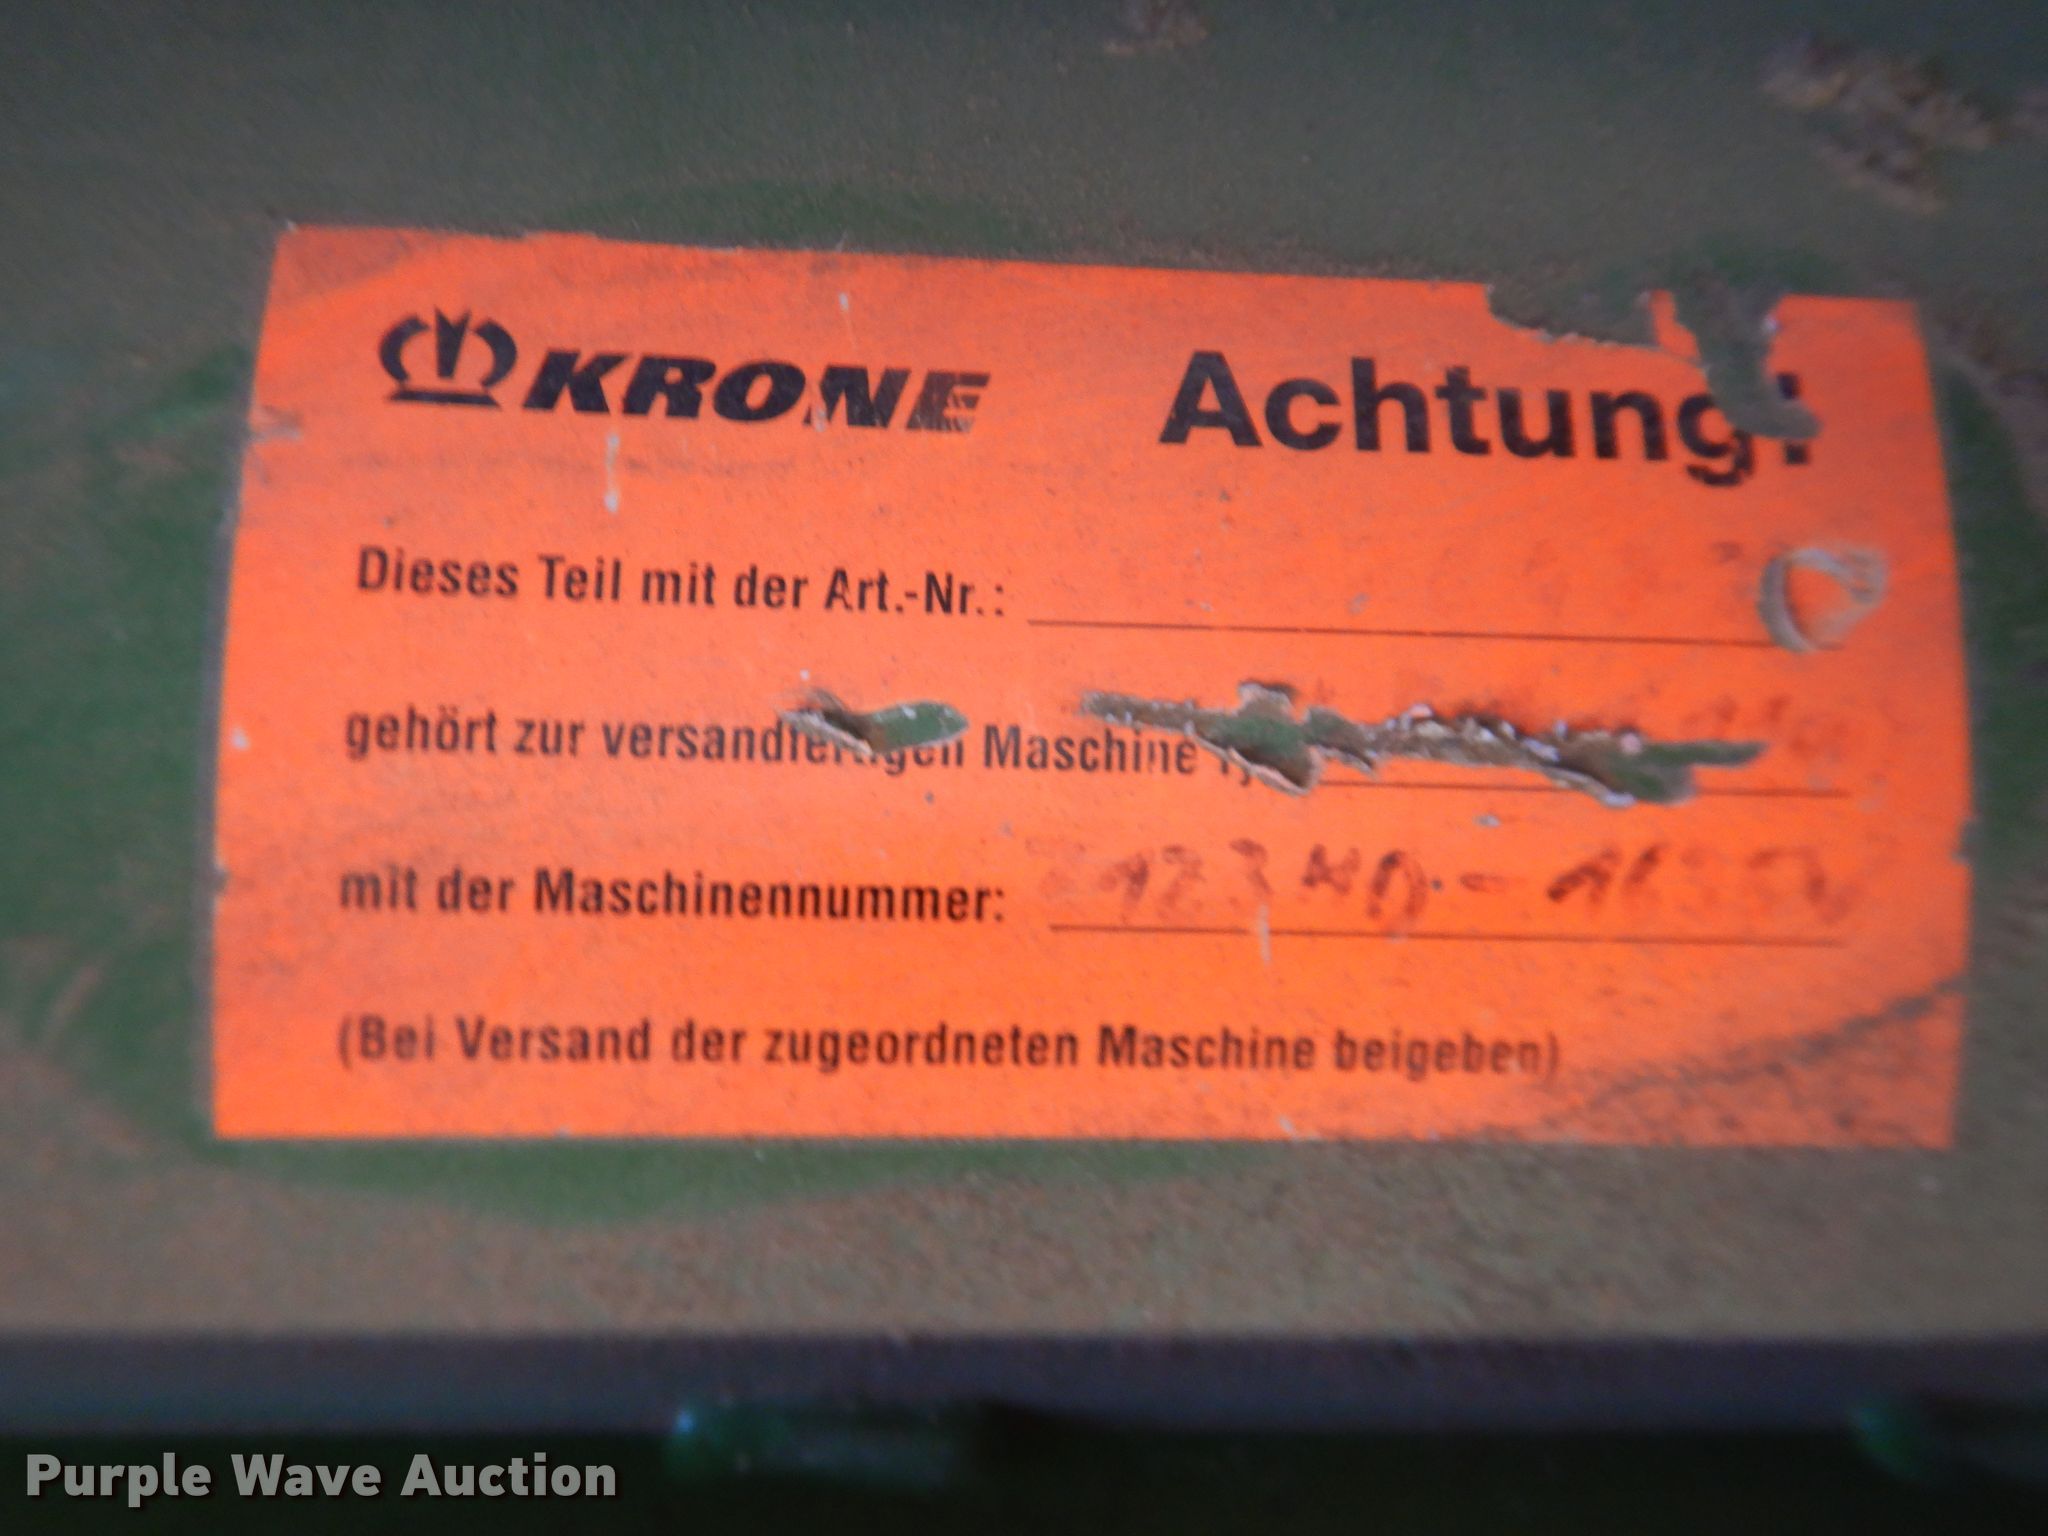 KRONE Achtung!
Dieses Teil mit der Art.-Nr.:
gehört zur versandfertigen Maschine
mit der Maschinennummer:
(Bei Versand der zugeordneten Maschine beigeben)
Purple Wave Auction